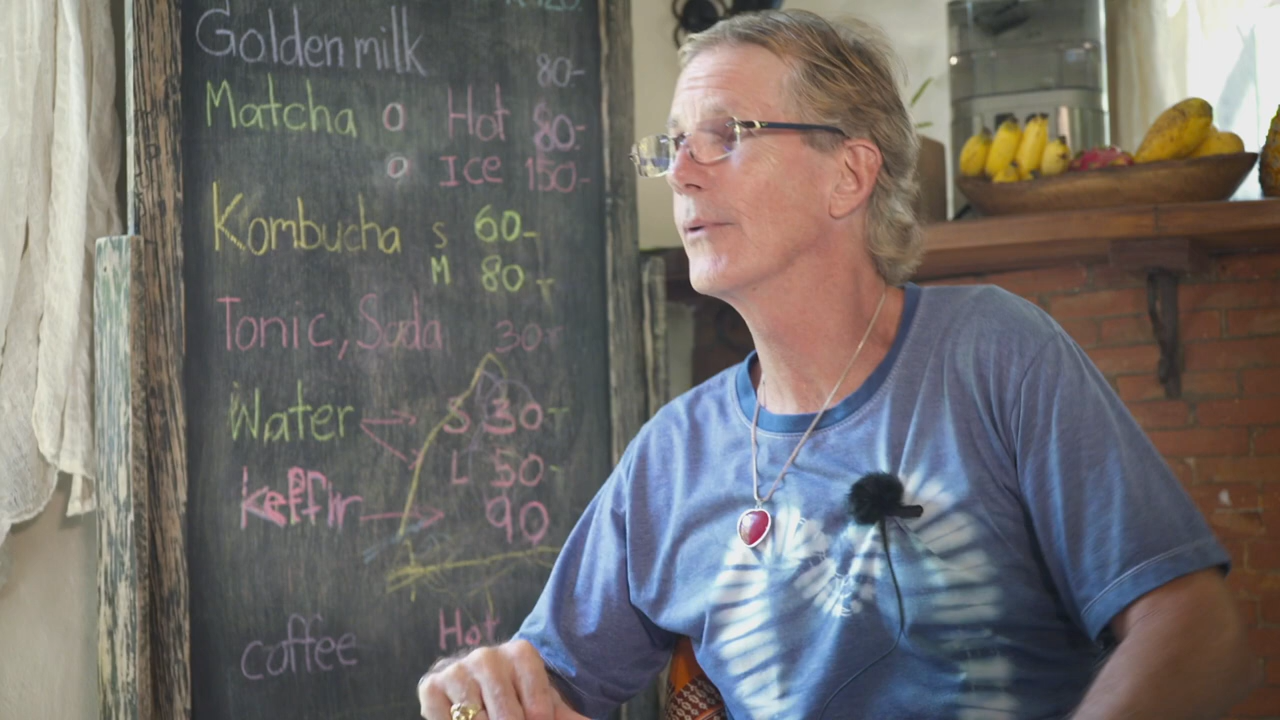 Golden milk 80-
Matcha o Hot 80-
o Ice 150-
Kombucha S 60-
M 80-
Tonic, Soda 30-
Water S 30-
L 50-
Keffir 90
coffee Hot